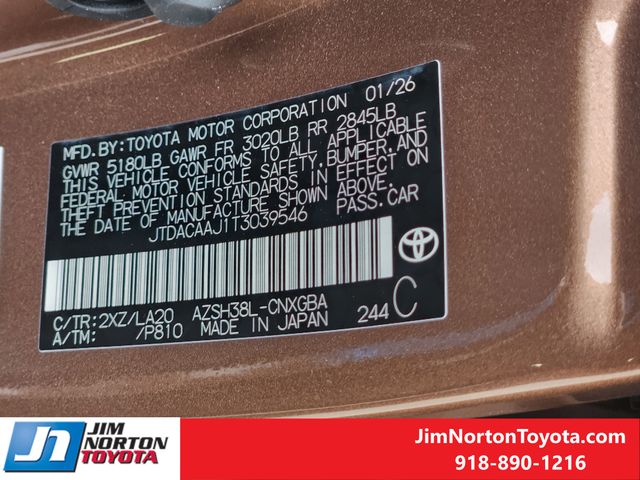 MFD.BY:TOYOTA MOTOR CORPORATION 01/26
GVWR 5180LB GAWR FR 3020LB RR 2845LB
THIS VEHICLE CONFORMS TO ALL APPLICABLE
FEDERAL MOTOR VEHICLE SAFETY,BUMPER,AND
THEFT PREVENTION STANDARDS IN EFFECT ON
THE DATE OF MANUFACTURE SHOWN ABOVE.
JTDACAAJ1T3039546 PASS.CAR
C/TR:2XZ/LA20 AZSH38L-CNXGBA
A/TM: /P810 MADE IN JAPAN 244 C
JIM
NORTON
TOYOTA
JimNortonToyota.com
918-890-1216